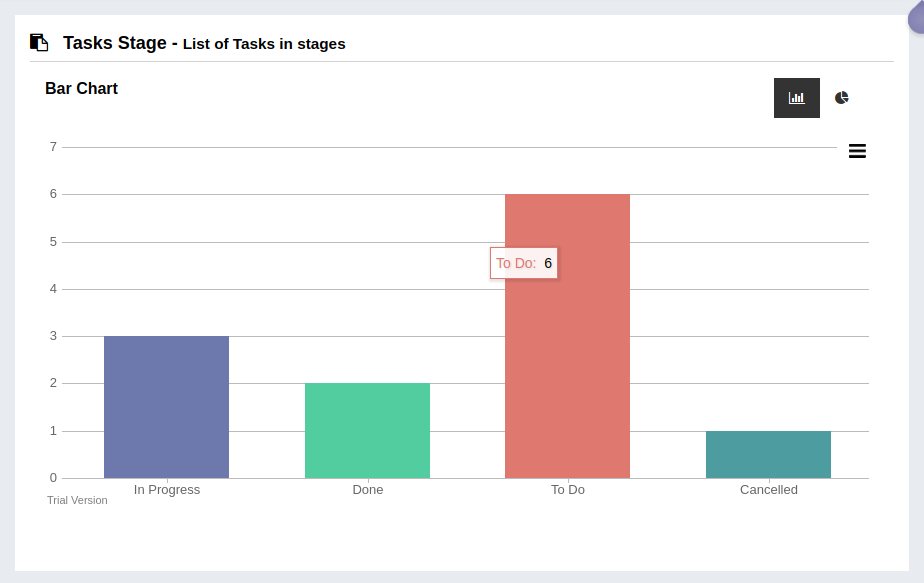 Tasks Stage - List of Tasks in stages
Bar Chart
7
6
5
To Do: 6
4
3
2
1
0
In Progress Done To Do Cancelled
Trial Version